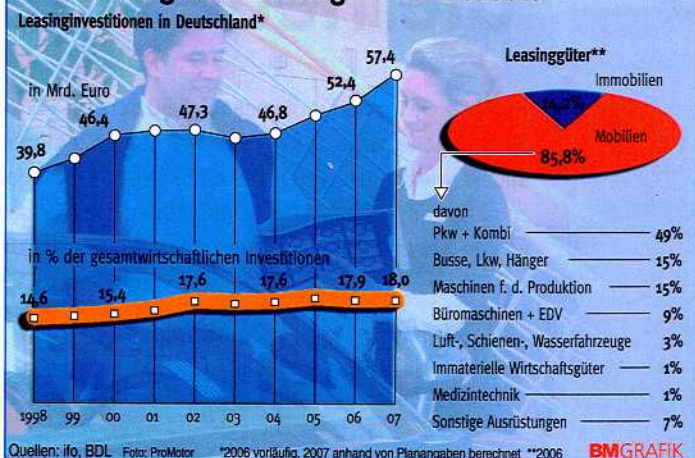 Leasinginvestitionen in Deutschland*
in Mrd. Euro
39,8
46,4
47,3
46,8
52,4
57,4
in % der gesamtwirtschaftlichen Investitionen
14,6
15,4
17,6
17,6
17,9
18,0
1998 99 00 01 02 03 04 05 06 07
Leasinggüter**
Immobilien
14,2%
Mobilien
85,8%
davon
Pkw + Kombi 49%
Busse, Lkw, Hänger 15%
Maschinen f. d. Produktion 15%
Büromaschinen + EDV 9%
Luft-, Schienen-, Wasserfahrzeuge 3%
Immaterielle Wirtschaftsgüter 1%
Medizintechnik 1%
Sonstige Ausrüstungen 7%
Quellen: ifo, BDL Foto: ProMotor *2006 vorläufig, 2007 anhand von Planangaben berechnet **2006 BMGRAFIK